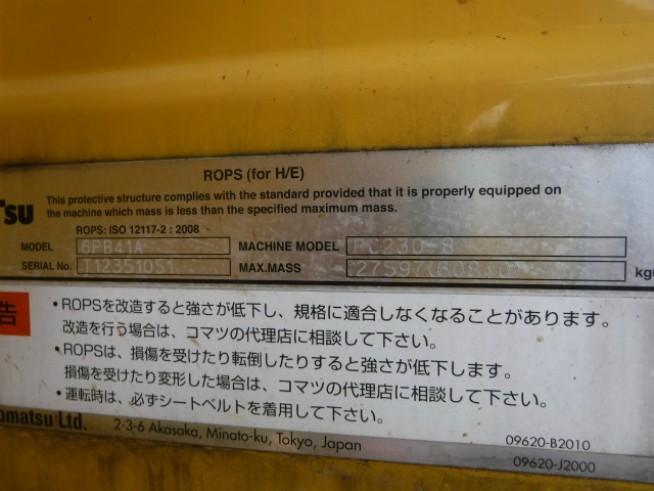 ROPS (for H/E)
This protective structure complies with the standard provided that it is properly equipped on
the machine which mass is less than the specified maximum mass.
TSU
ROPS: ISO 12117-2 : 2008
MODEL 6PB41A MACHINE MODEL PC230-8
SERIAL No. T1235105 MAX.MASS 27597(608 kg
告
・ROPSを改造すると強さが低下し、規格に適合しなくなることがあります。
改造を行う場合は、コマツの代理店に相談して下さい。
・ROPSは、損傷を受けたり転倒したりすると強さが低下します。
損傷を受けたり変形した場合は、コマツの代理店に相談して下さい。
・運転時は、必ずシートベルトを着用して下さい。
omatsu Ltd. 2-3-6 Akasaka, Minato-ku, Tokyo, Japan 09620-B2010
09620-J2000